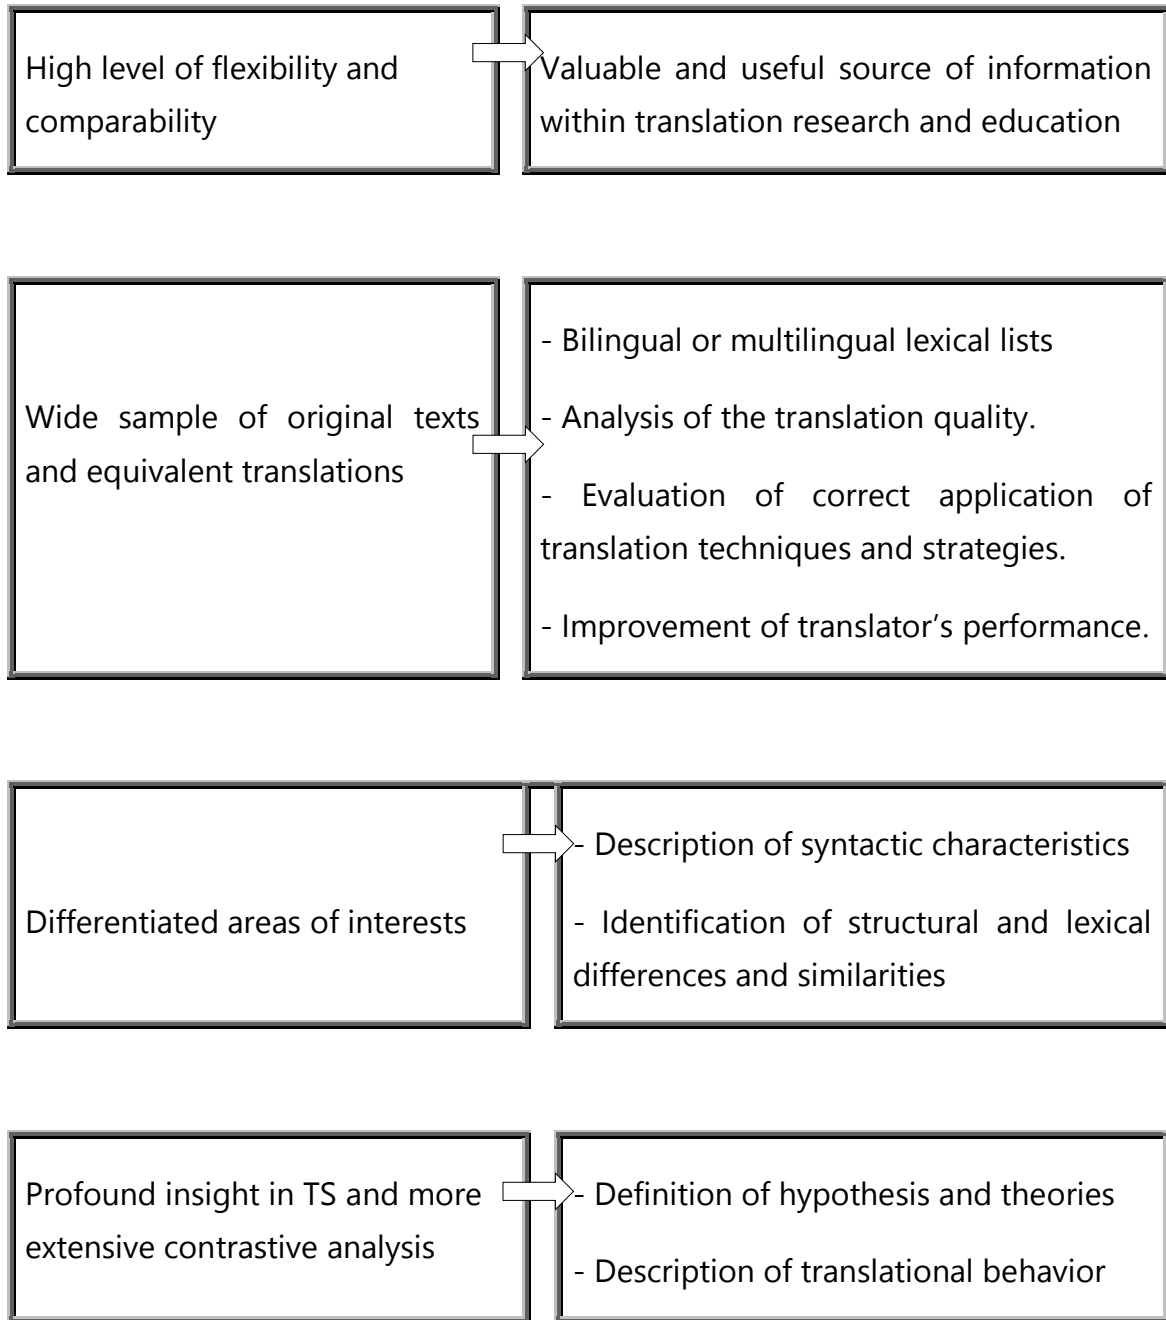 High level of flexibility and
comparability
Valuable and useful source of information
within translation research and education
Wide sample of original texts
and equivalent translations
- Bilingual or multilingual lexical lists
- Analysis of the translation quality.
- Evaluation of correct application of
translation techniques and strategies.
- Improvement of translator’s performance.
Differentiated areas of interests
- Description of syntactic characteristics
- Identification of structural and lexical
differences and similarities
Profound insight in TS and more
extensive contrastive analysis
- Definition of hypothesis and theories
- Description of translational behavior